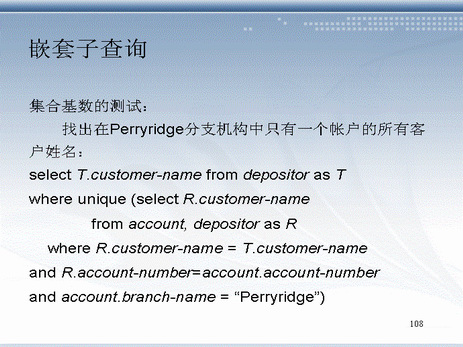 嵌套子查询
集合基数的测试：
找出在Perryridge分支机构中只有一个帐户的所有客
户姓名：
select T.customer-name from depositor as T
where unique (select R.customer-name
from account, depositor as R
where R.customer-name = T.customer-name
and R.account-number=account.account-number
and account.branch-name = “Perryridge”)
108